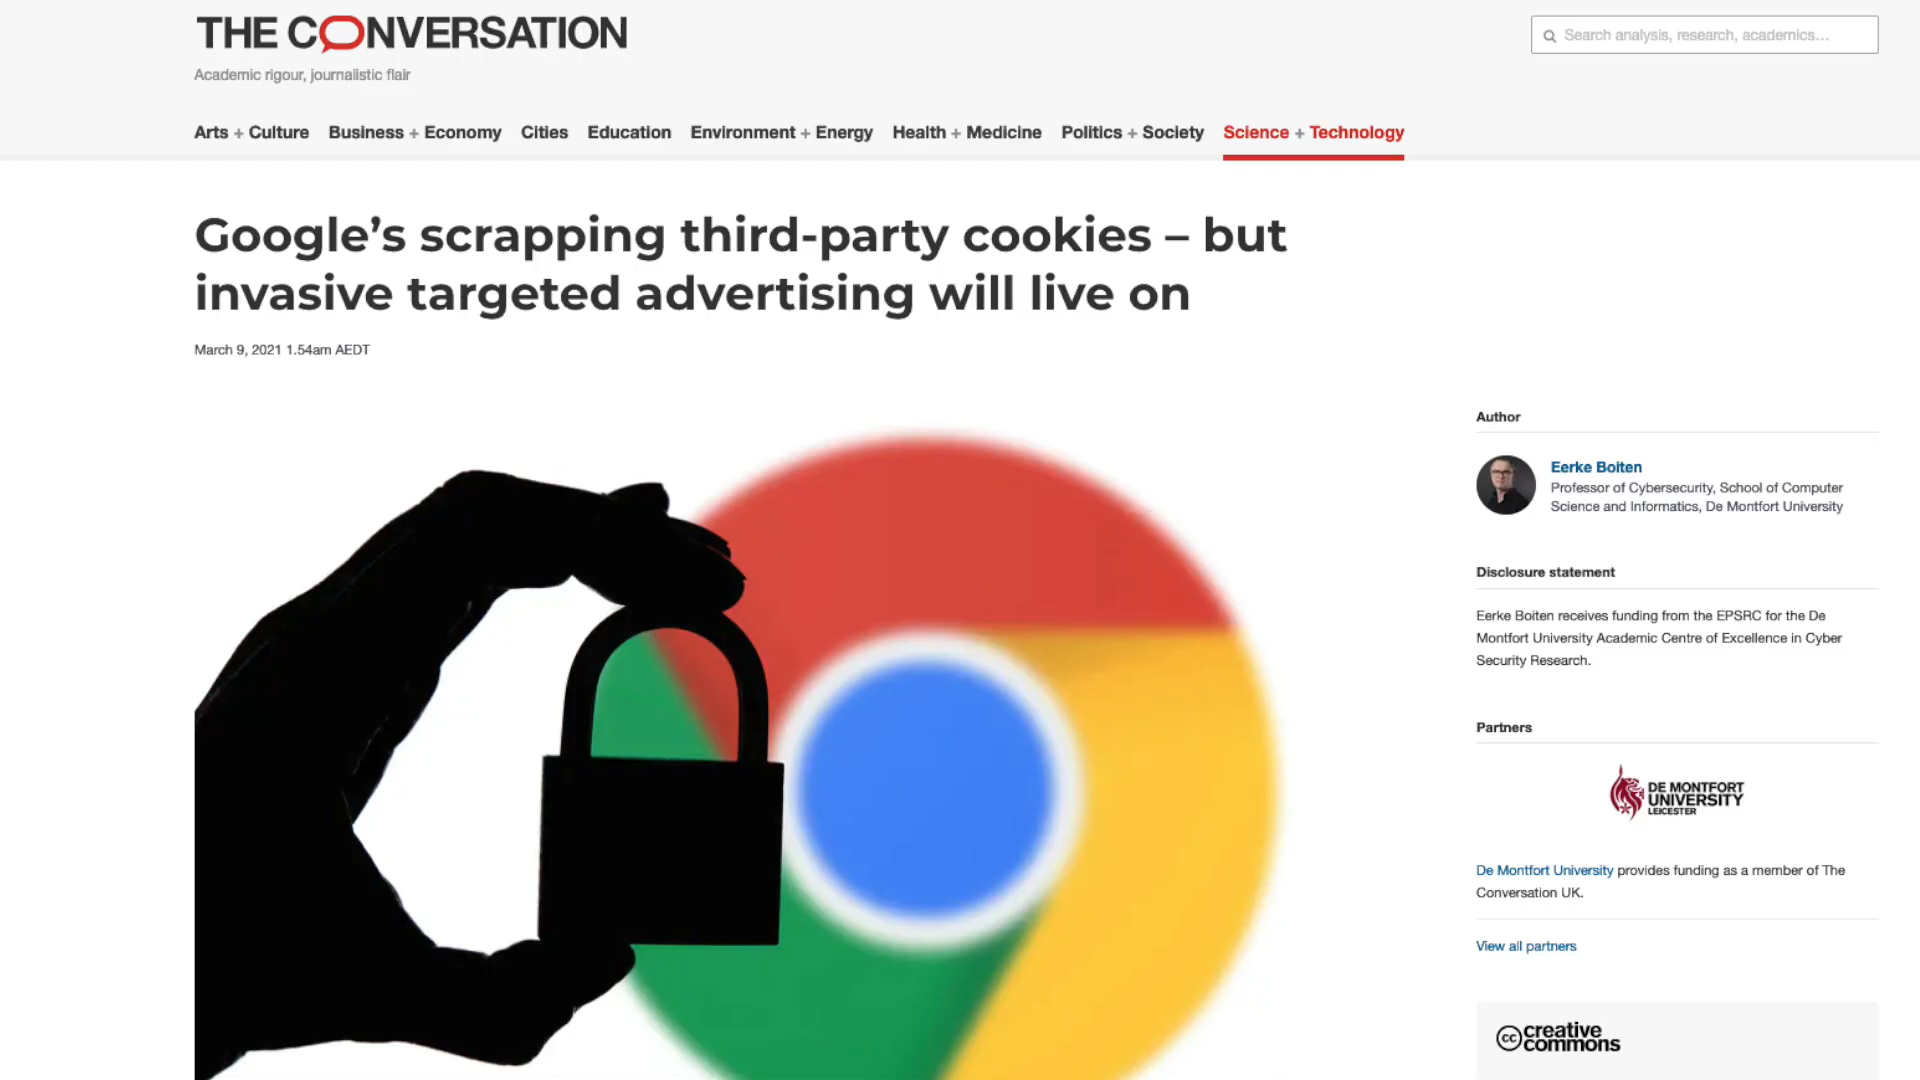 THE CONVERSATION
Academic rigour, journalistic flair
Search analysis, research, academics...
Arts + Culture Business + Economy Cities Education Environment + Energy Health + Medicine Politics + Society Science + Technology
Google’s scrapping third-party cookies – but
invasive targeted advertising will live on
March 9, 2021 1.54am AEDT
Author
Eerke Boiten
Professor of Cybersecurity, School of Computer
Science and Informatics, De Montfort University
Disclosure statement
Eerke Boiten receives funding from the EPSRC for the De
Montfort University Academic Centre of Excellence in Cyber
Security Research.
Partners
DE MONTFORT
UNIVERSITY
LEICESTER
De Montfort University provides funding as a member of The
Conversation UK.
View all partners
cc creative
commons